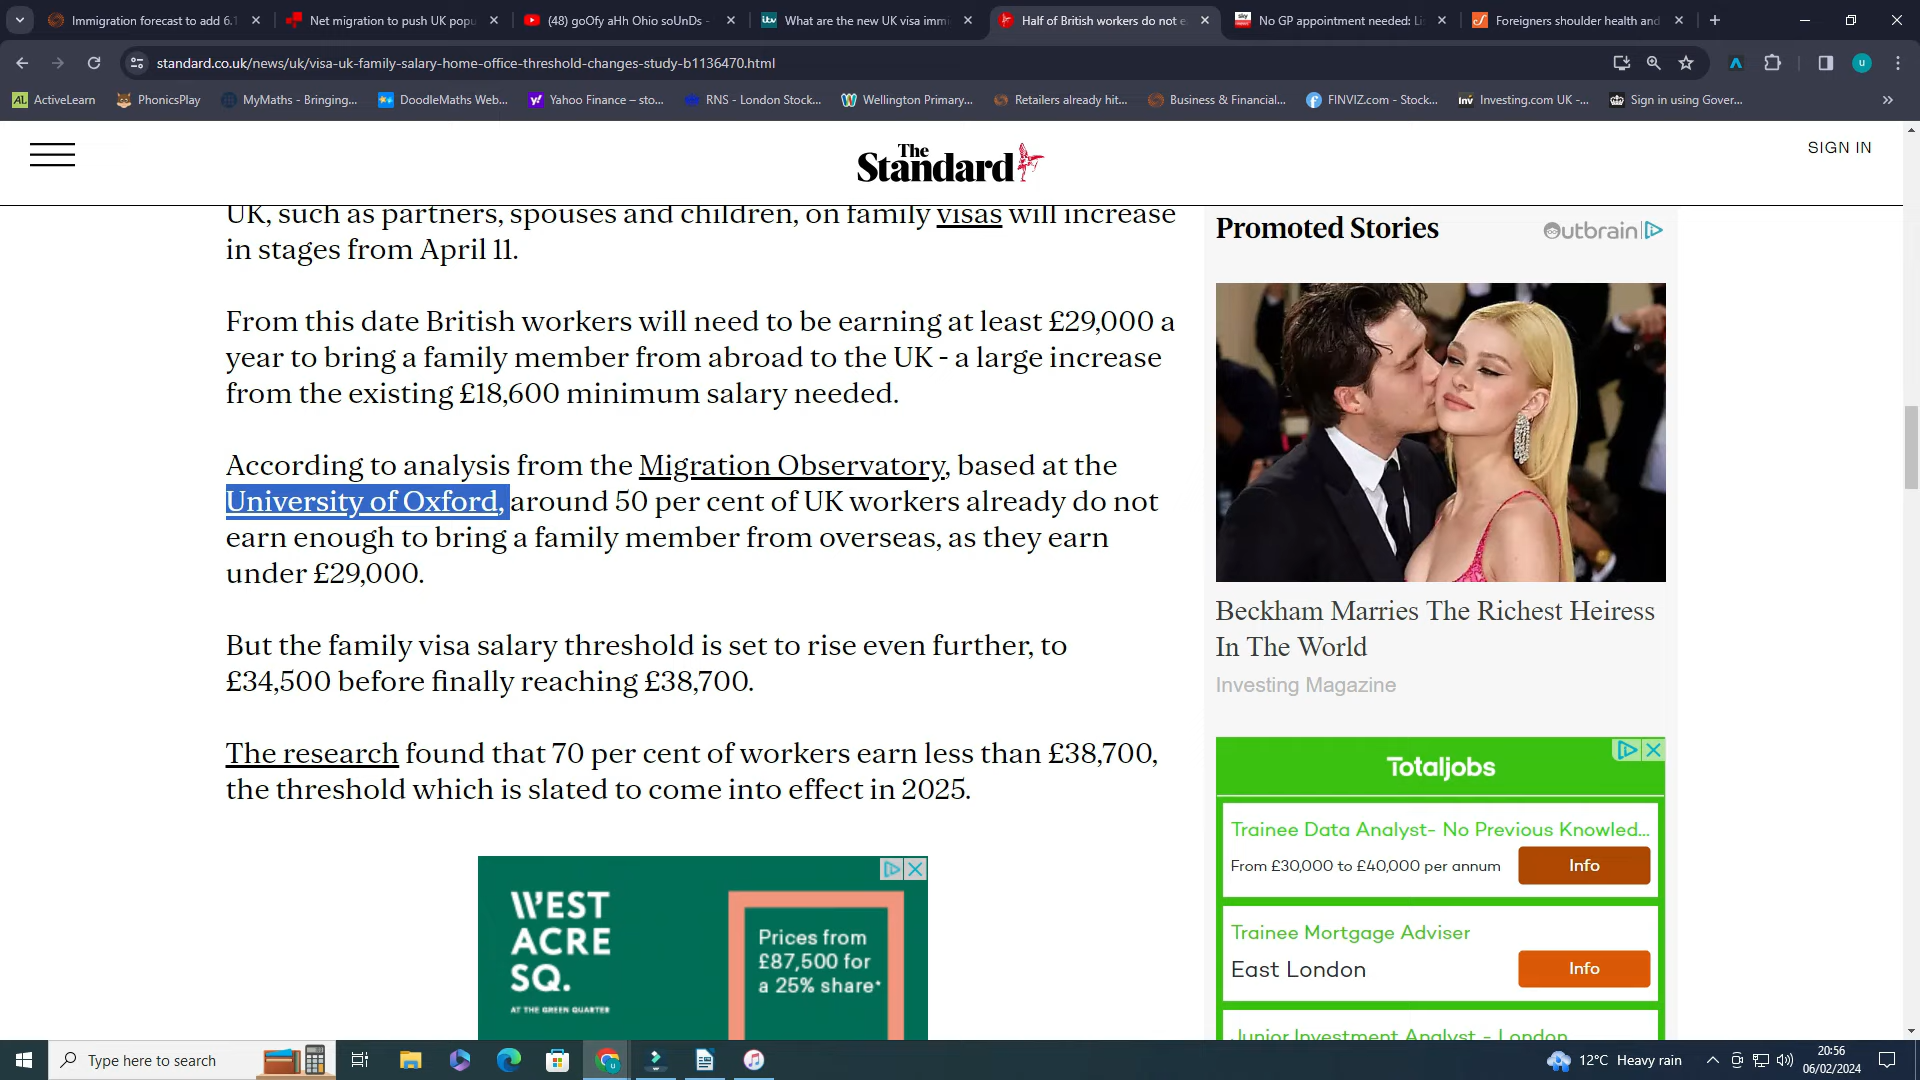 Immigration forecast to add 6.1
Net migration to push UK popu
(48) goOfy aHh Ohio soUnDs -
itv
What are the new UK visa immi
Half of British workers do not e
sky news
No GP appointment needed: Li
Foreigners shoulder health and
standard.co.uk/news/uk/visa-uk-family-salary-home-office-threshold-changes-study-b1136470.html
u
AL ActiveLearn
PhonicsPlay
MyMaths - Bringing...
DoodleMaths Web...
Yahoo Finance – sto...
RNS - London Stock...
Wellington Primary...
Retailers already hit...
Business & Financial...
FINVIZ.com - Stock...
Inv Investing.com UK -...
Sign in using Gover...
The
Standard
SIGN IN
UK, such as partners, spouses and children, on family visas will increase
in stages from April 11.
From this date British workers will need to be earning at least £29,000 a
year to bring a family member from abroad to the UK - a large increase
from the existing £18,600 minimum salary needed.
According to analysis from the Migration Observatory, based at the
University of Oxford, around 50 per cent of UK workers already do not
earn enough to bring a family member from overseas, as they earn
under £29,000.
But the family visa salary threshold is set to rise even further, to
£34,500 before finally reaching £38,700.
The research found that 70 per cent of workers earn less than £38,700,
the threshold which is slated to come into effect in 2025.
WEST
ACRE
SQ.
AT THE GREEN QUARTER
Prices from
£87,500 for
a 25% share*
Promoted Stories
Outbrain
Beckham Marries The Richest Heiress
In The World
Investing Magazine
Totaljobs
Trainee Data Analyst- No Previous Knowled...
From £30,000 to £40,000 per annum
Info
Trainee Mortgage Adviser
East London
Info
Junior Investment Analyst - London
Type here to search
12°C Heavy rain
20:56
06/02/2024